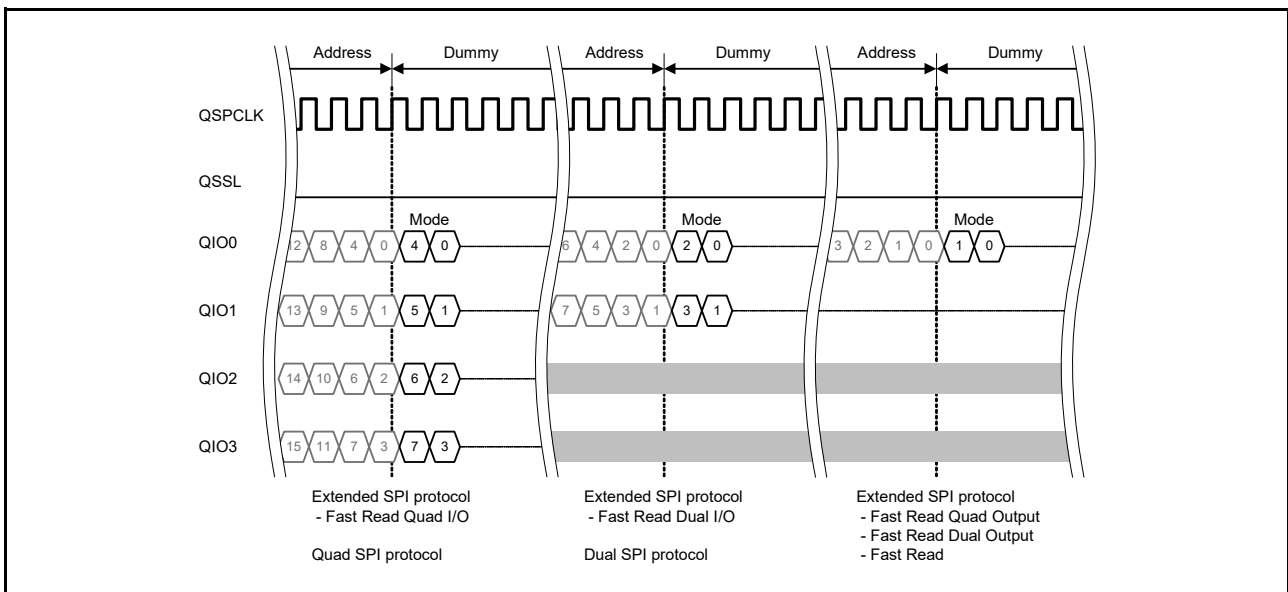 Address Dummy Address Dummy Address Dummy
QSPCLK
QSSL
Mode Mode Mode
QIO0 12 8 4 0 4 0 6 4 2 0 2 0 3 2 1 0 1 0
QIO1 13 9 5 1 5 1 7 5 3 1 3 1
QIO2 14 10 6 2 6 2
QIO3 15 11 7 3 7 3
Extended SPI protocol
- Fast Read Quad I/O
Quad SPI protocol
Extended SPI protocol
- Fast Read Dual I/O
Dual SPI protocol
Extended SPI protocol
- Fast Read Quad Output
- Fast Read Dual Output
- Fast Read